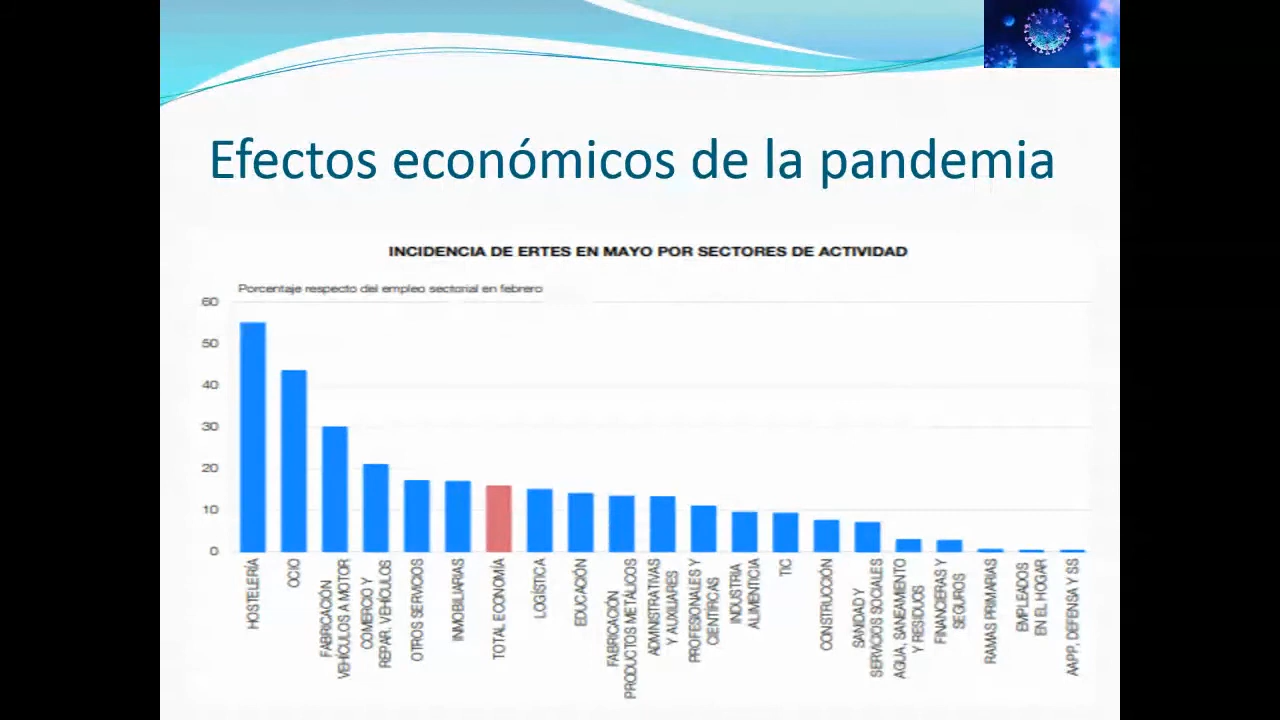 Efectos económicos de la pandemia
INCIDENCIA DE ERTES EN MAYO POR SECTORES DE ACTIVIDAD
Porcentaje respecto del empleo sectorial en febrero
60
50
40
30
20
10
0
HOSTELERÍA
OCIO
FABRICACIÓN
VEHÍCULOS A MOTOR
COMERCIO Y
REPAR. VEHÍCULOS
OTROS SERVICIOS
INMOBILIARIAS
TOTAL ECONOMÍA
LOGÍSTICA
EDUCACIÓN
FABRICACIÓN
PRODUCTOS METÁLICOS
ADMINISTRATIVAS
Y AUXILIARES
PROFESIONALES Y
CIENTÍFICAS
INDUSTRIA
ALIMENTICIA
TIC
CONSTRUCCIÓN
SANIDAD Y
SERVICIOS SOCIALES
AGUA, SANEAMIENTO
Y RESIDUOS
FINANCIERAS Y
SEGUROS
RAMAS PRIMARIAS
EMPLEADOS
EN EL HOGAR
AAPP, DEFENSA Y SS